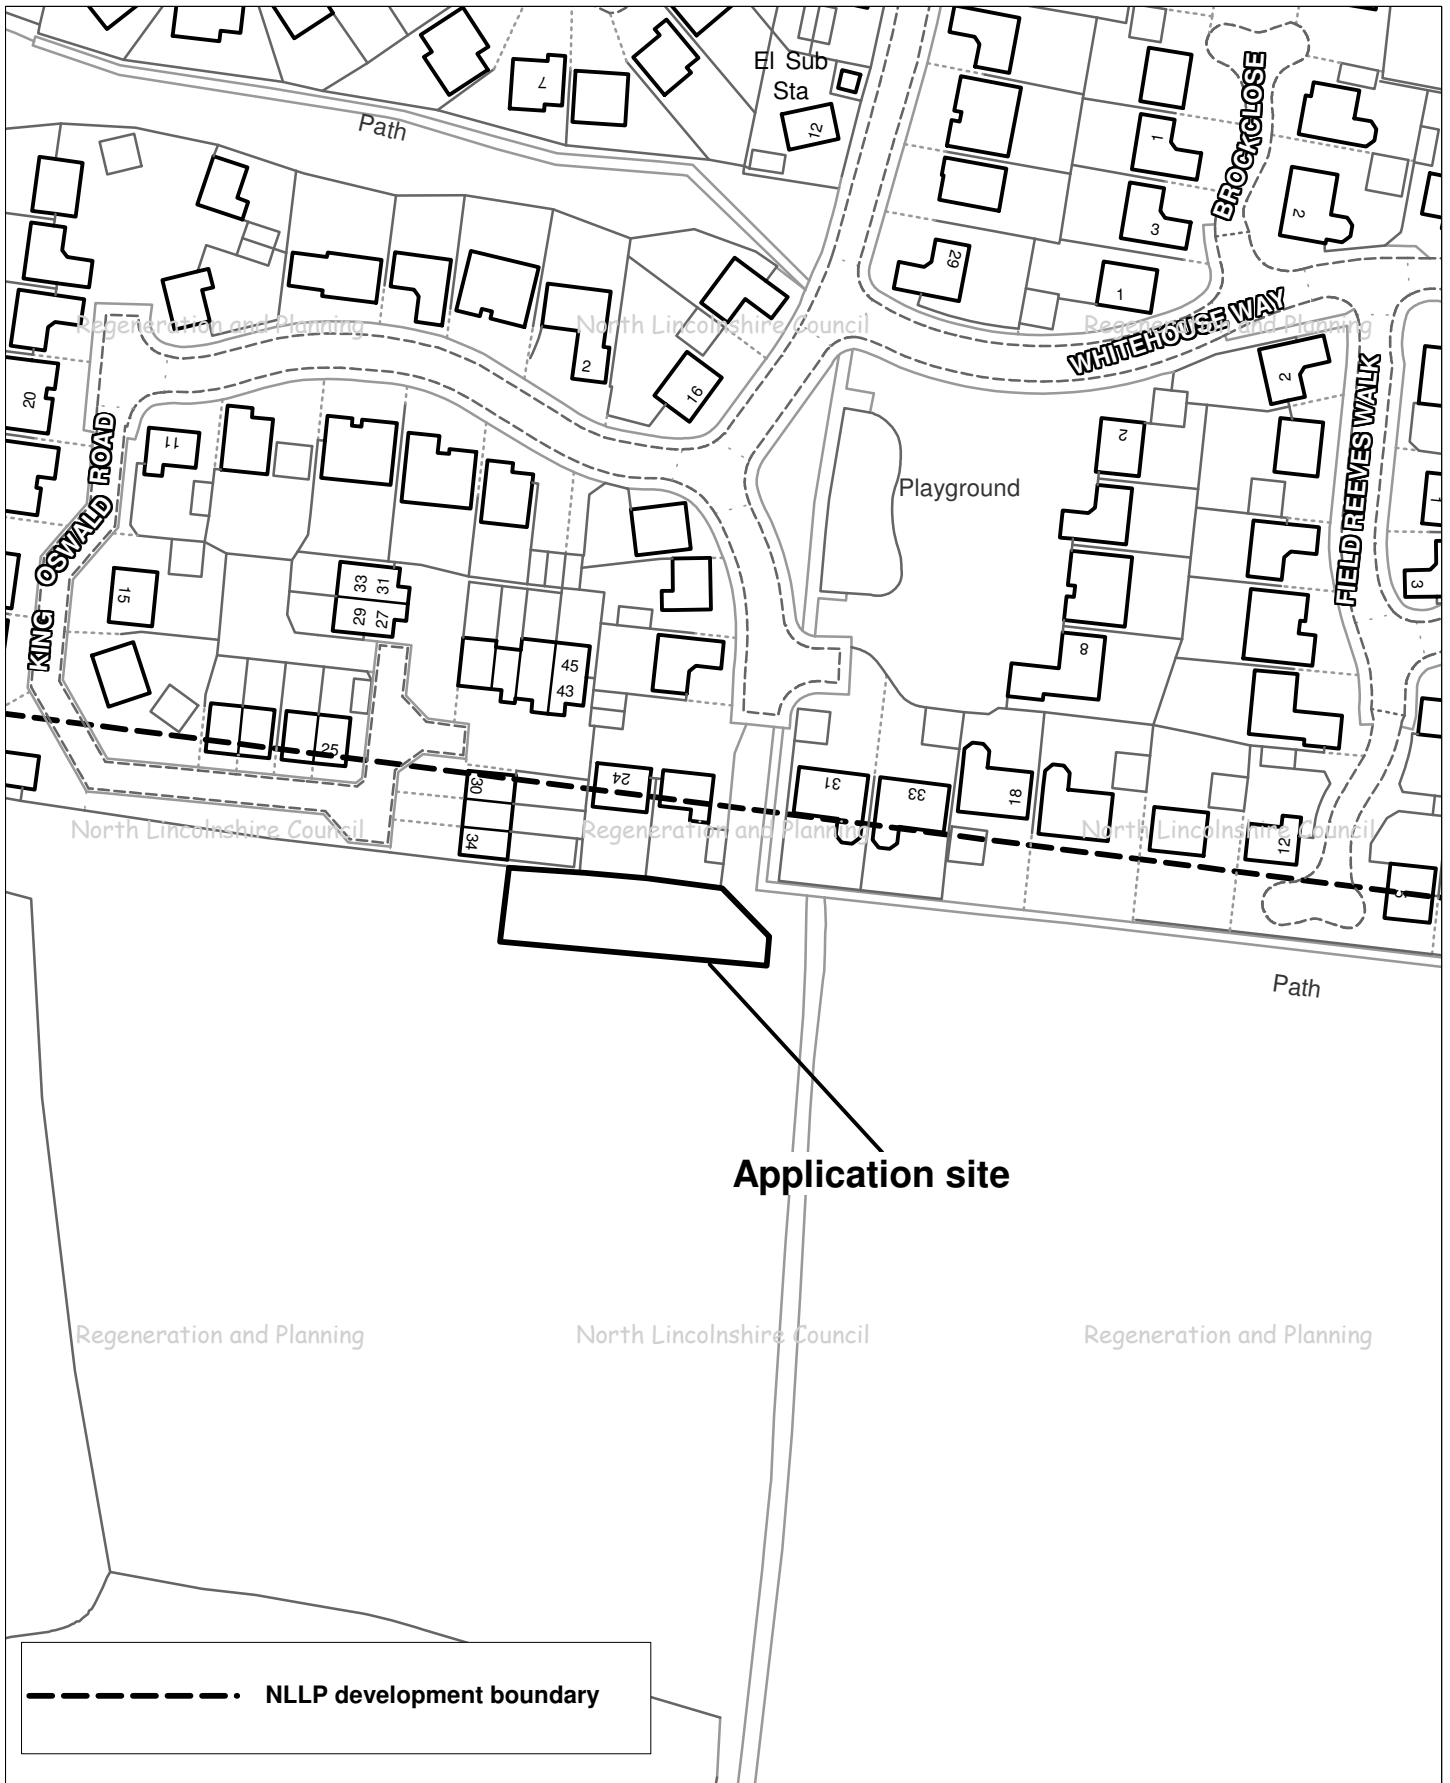 El Sub
Sta
Path
7
12
BROCKCLOSE
1
2
3
29
1
WHITEHOUSE WAY
Regeneration and Planning
North Lincolnshire Council
Regeneration and Planning
2
16
2
20
11
2
KING OSWALD ROAD
FIELD REEVES WALK
Playground
1
3
15
33
31
29
27
45
43
8
25
30
34
24
31
33
18
12
5
North Lincolnshire Council
Regeneration and Planning
North Lincolnshire Council
Path
Application site
Regeneration and Planning
North Lincolnshire Council
Regeneration and Planning
NLLP development boundary